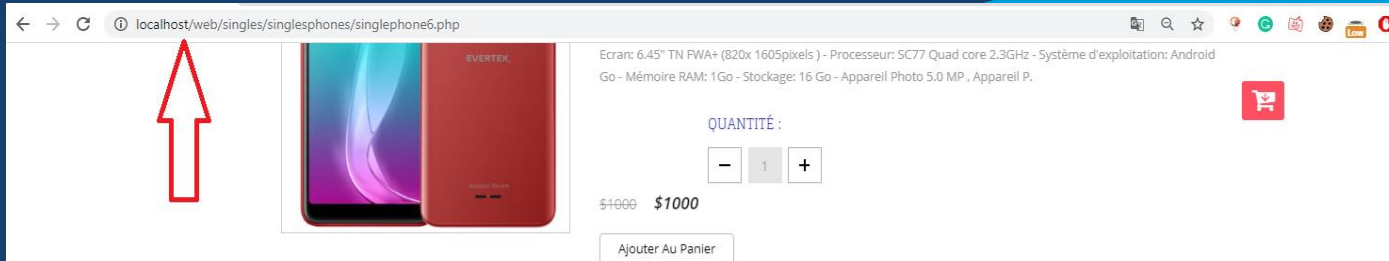 localhost/web/singles/singlesphones/singlephone6.php
Low
EVERTEK
EVERTEK
Ecran: 6.45" TN FWA+ (820x 1605pixels ) - Processeur: SC77 Quad core 2.3GHz - Système d'exploitation: Android
Go - Mémoire RAM: 1Go - Stockage: 16 Go - Appareil Photo 5.0 MP , Appareil P.
QUANTITÉ :
− 1 +
$1000 $1000
Ajouter Au Panier